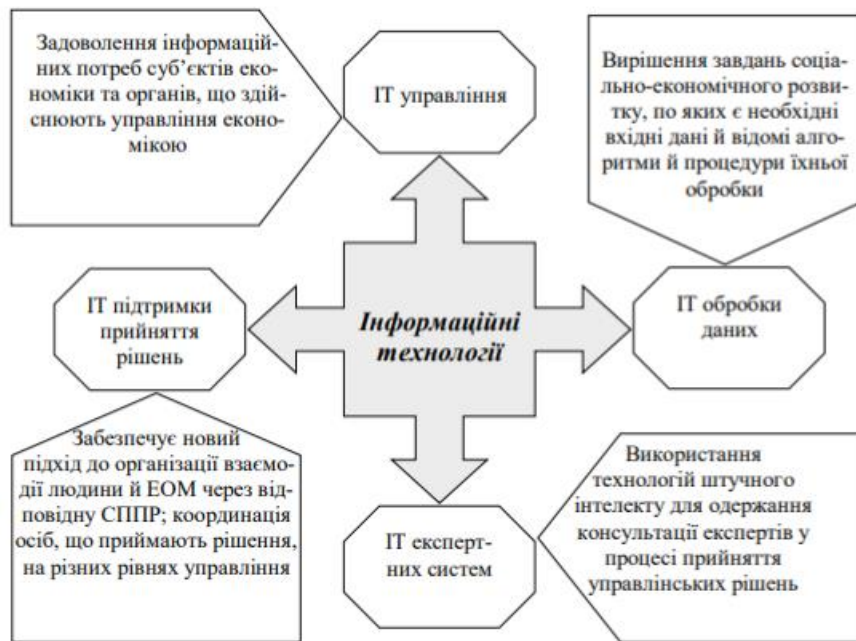 Задоволення інформацій-
них потреб суб’єктів еко-
номіки та органів, що здій-
снюють управління еконо-
мікою
ІТ управління
Вирішення завдань соціа-
льно-економічного розви-
тку, по яких є необхідні
вхідні дані й відомі алго-
ритми й процедури їхньої
обробки
ІТ підтримки
прийняття
рішень
Інформаційні
технології
ІТ обробки
даних
Забезпечує новий
підхід до організації взаємо-
дії людини й ЕОМ через від-
повідну СППР; координація
осіб, що приймають рішення,
на різних рівнях управління
ІТ експерт-
них систем
Використання
технологій штучного
інтелекту для одержання
консультації експертів у
процесі прийняття
управлінських рішень